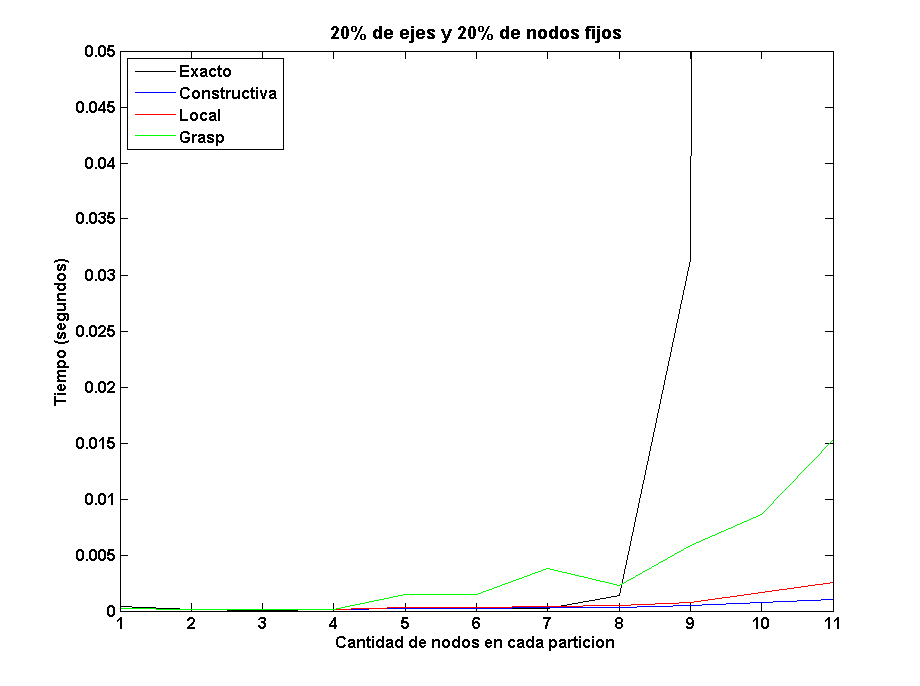 20% de ejes y 20% de nodos fijos
Exacto
Constructiva
Local
Grasp
0.05
0.045
0.04
0.035
0.03
0.025
0.02
0.015
0.01
0.005
0
Tiempo (segundos)
1 2 3 4 5 6 7 8 9 10 11
Cantidad de nodos en cada particion